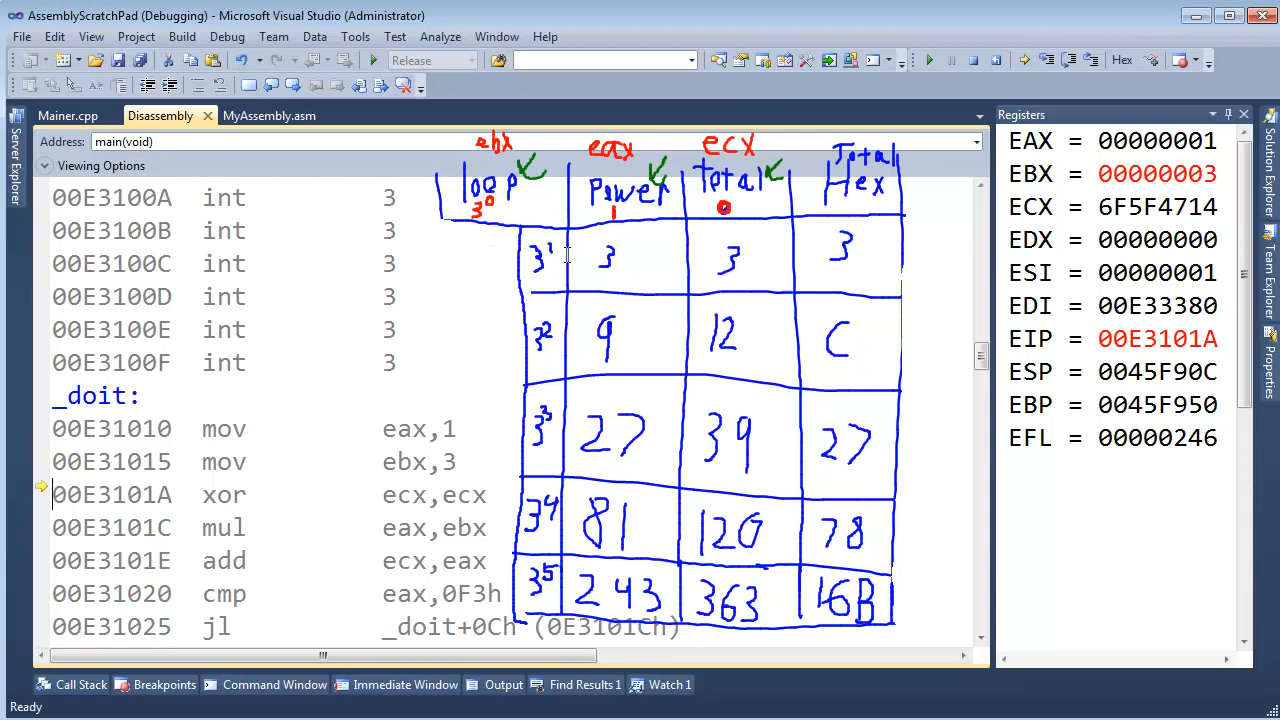 AssemblyScratchPad (Debugging) - Microsoft Visual Studio (Administrator)
File Edit View Project Build Debug Team Data Tools Test Analyze Window Help
Release
Hex
Mainer.cpp Disassembly MyAssembly.asm
Registers
Address: main(void)
Viewing Options
ebx eax ecx
loop Power Total Total Hex
3⁰ 1 0
00E3100A int 3
00E3100B int 3
00E3100C int 3
00E3100D int 3
00E3100E int 3
00E3100F int 3
_doit:
00E31010 mov eax,1
00E31015 mov ebx,3
00E3101A xor ecx,ecx
00E3101C mul eax,ebx
00E3101E add ecx,eax
00E31020 cmp eax,0F3h
00E31025 jl _doit+0Ch (0E3101Ch)
3¹ 3 3 3
3² 9 12 C
3³ 27 39 27
3⁴ 81 120 78
3⁵ 243 363 16B
EAX = 00000001
EBX = 00000003
ECX = 6F5F4714
EDX = 00000000
ESI = 00000001
EDI = 00E33380
EIP = 00E3101A
ESP = 0045F90C
EBP = 0045F950
EFL = 00000246
Server Explorer
Solution Explorer
Team Explorer
Properties
Call Stack Breakpoints Command Window Immediate Window Output Find Results 1 Watch 1
Ready